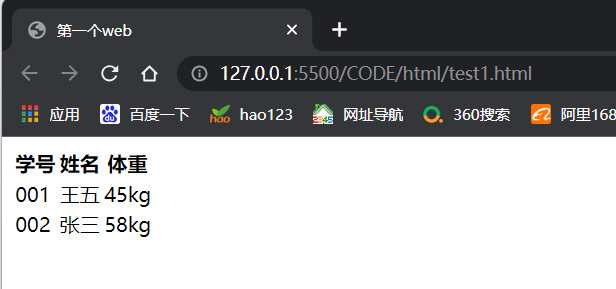 第一个web
127.0.0.1:5500/CODE/html/test1.html
应用 百度一下 hao123 网址导航 360搜索 阿里168
学号 姓名 体重
001 王五 45kg
002 张三 58kg